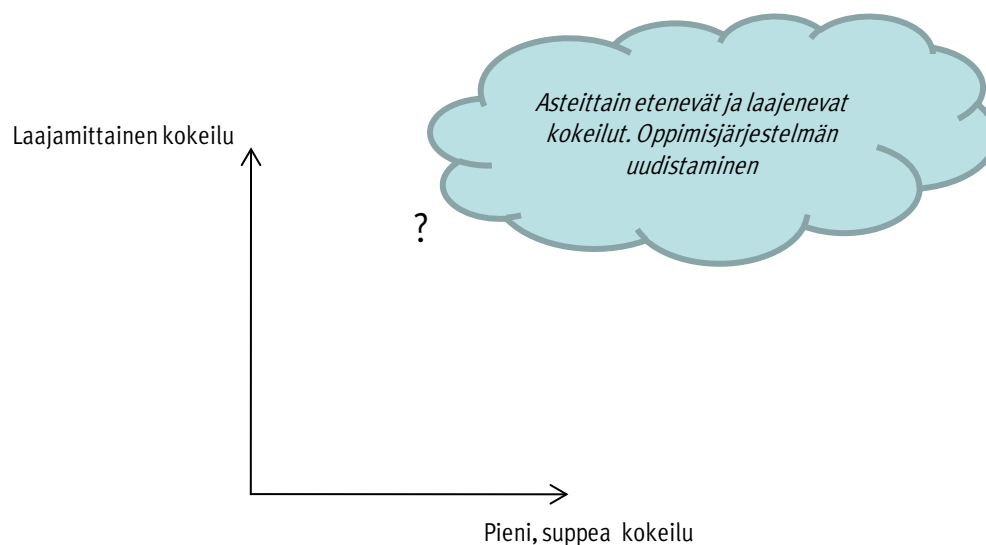 Asteittain etenevät ja laajenevat
kokeilut. Oppimisjärjestelmän
uudistaminen
Laajamittainen kokeilu
?
Pieni, suppea kokeilu